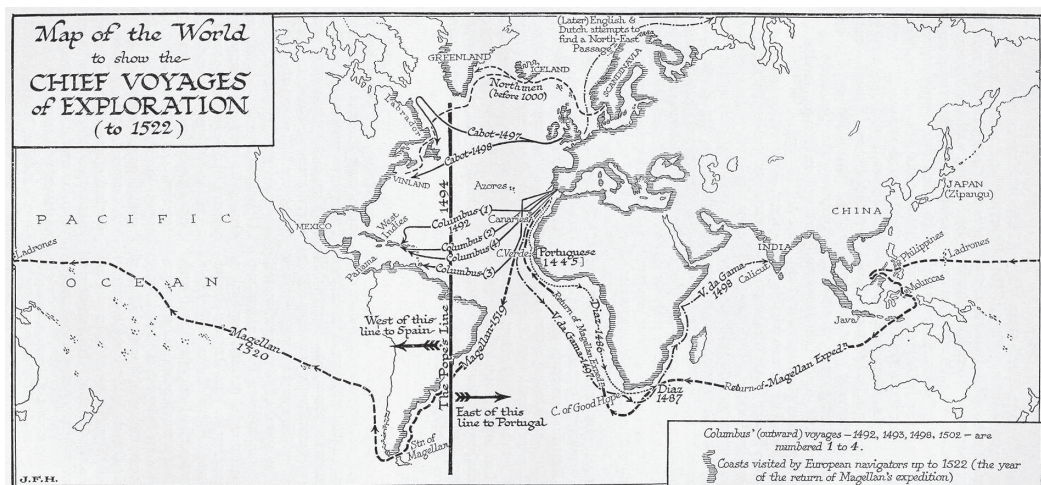 Map of the World
to show the
CHIEF VOYAGES
of EXPLORATION
(to 1522)
(Later) English &
Dutch attempts to
find a North-East
Passage
GREENLAND
ICELAND
SCANDINAVIA
Northmen
(before 1000)
Labrador
Cabot-1497
Cabot-1498
VINLAND
1494
Azores
JAPAN
(Zipangu)
PACIFIC
OCEAN
CHINA
MEXICO
West
Indies
Columbus (1)
1492
Canaries
Columbus (2)
Columbus (4)
C.Verde
Portuguese
1445
Columbus (3)
Panama
INDIA
Calicut
V. da Gama
1498
Philippines
Ladrones
Ladrones
Moluccas
Java
Magellan
1520
West of this
line to Spain
The Pope's Line
Magellan-1519
V. da Gama-1497
Return of Magellan Exped.n
Diaz-1486
Return of Magellan Exped.n
Diaz
1487
C. of Good Hope
East of this
line to Portugal
Str. of
Magellan
Columbus' (outward) voyages – 1492, 1493, 1498, 1502 – are
numbered 1 to 4.
Coasts visited by European navigators up to 1522 (the year
of the return of Magellan's expedition)
J.F.H.